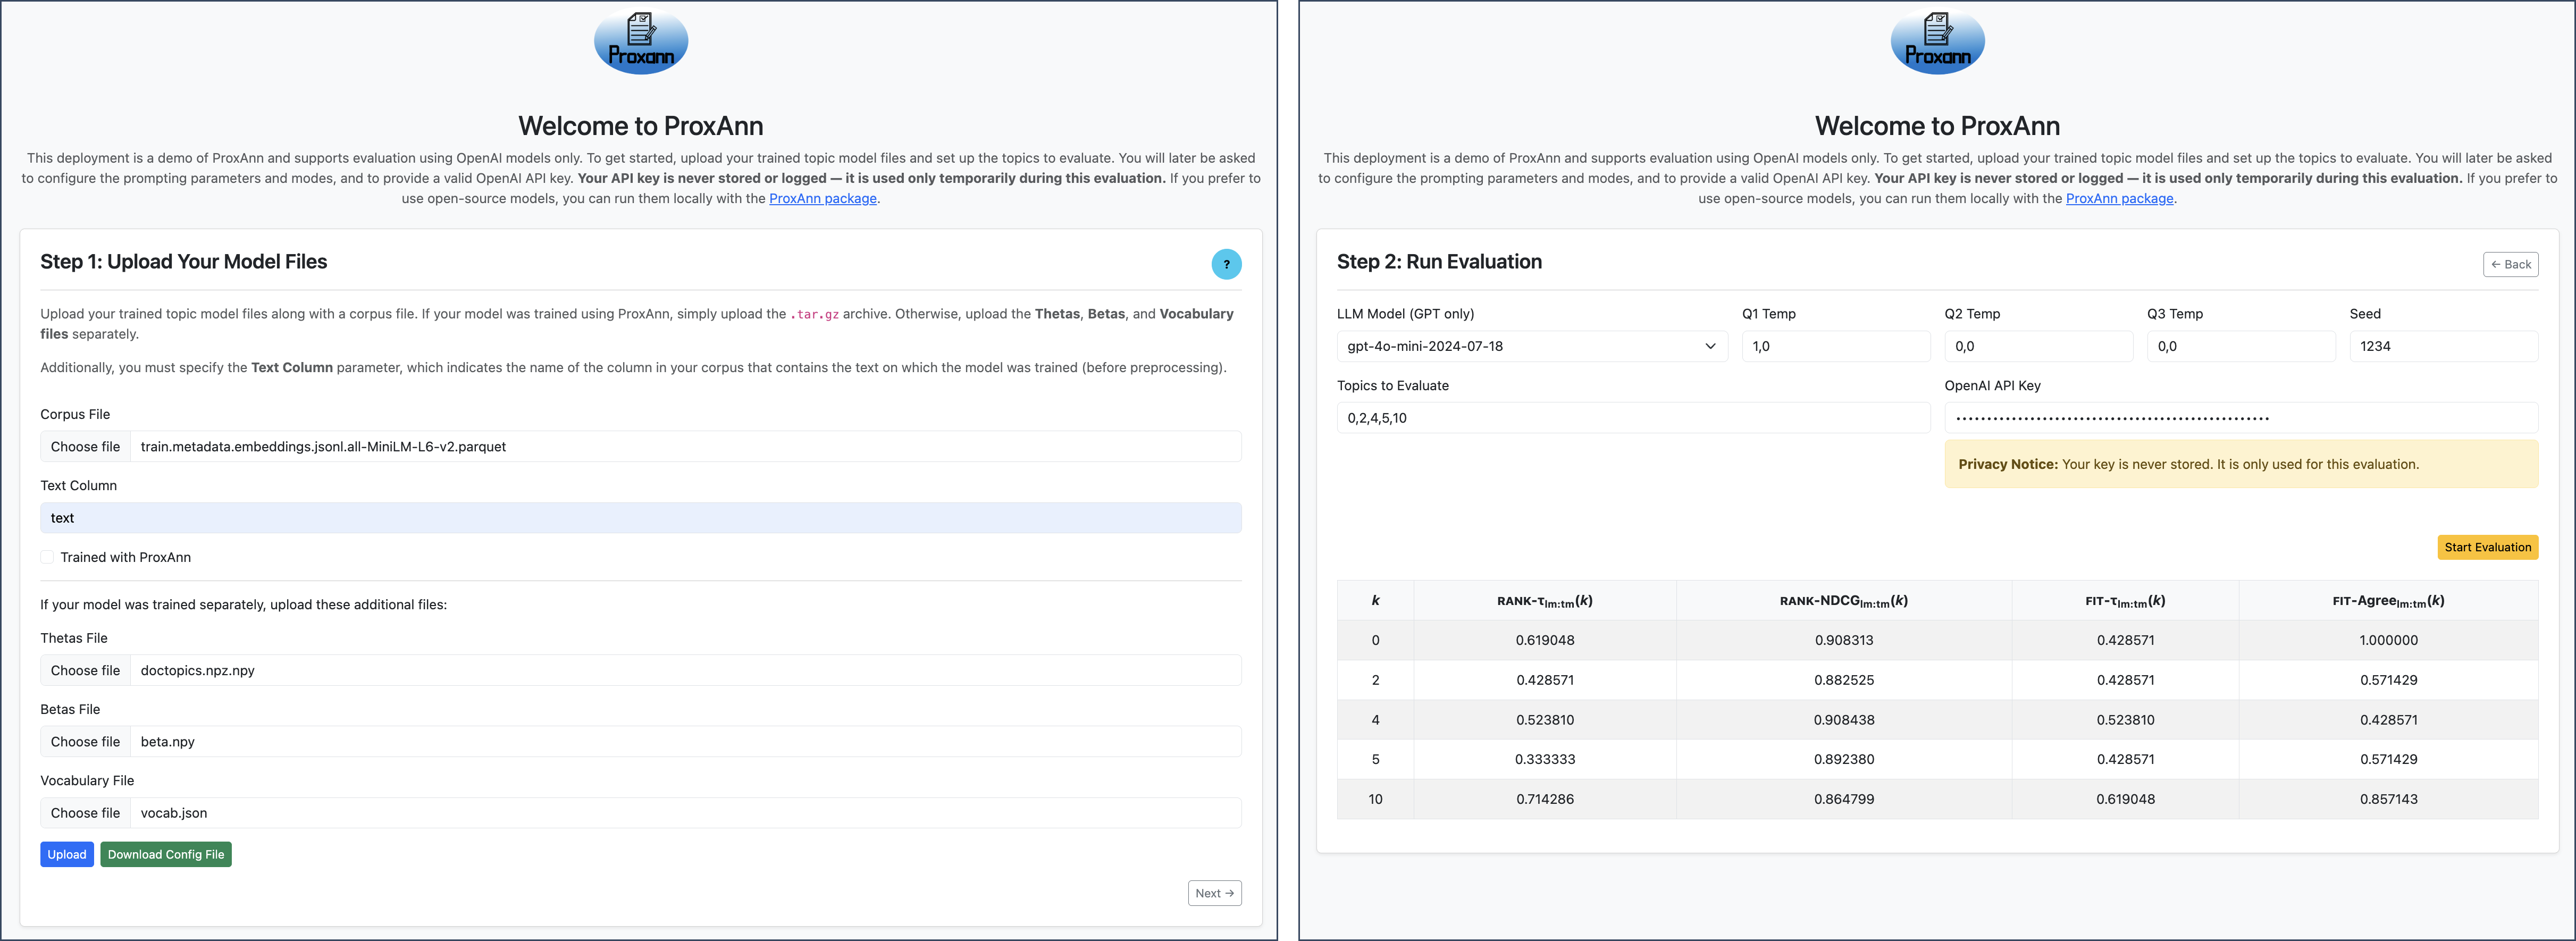 Proxann
Welcome to ProxAnn
This deployment is a demo of ProxAnn and supports evaluation using OpenAI models only. To get started, upload your trained topic model files and set up the topics to evaluate. You will later be asked
to configure the prompting parameters and modes, and to provide a valid OpenAI API key. Your API key is never stored or logged — it is used only temporarily during this evaluation. If you prefer to
use open-source models, you can run them locally with the ProxAnn package.
Step 1: Upload Your Model Files
?
Upload your trained topic model files along with a corpus file. If your model was trained using ProxAnn, simply upload the .tar.gz archive. Otherwise, upload the Thetas, Betas, and Vocabulary
files separately.
Additionally, you must specify the Text Column parameter, which indicates the name of the column in your corpus that contains the text on which the model was trained (before preprocessing).
Corpus File
Choose file train.metadata.embeddings.jsonl.all-MiniLM-L6-v2.parquet
Text Column
text
Trained with ProxAnn
If your model was trained separately, upload these additional files:
Thetas File
Choose file doctopics.npz.npy
Betas File
Choose file beta.npy
Vocabulary File
Choose file vocab.json
Upload Download Config File
Next →
Proxann
Welcome to ProxAnn
This deployment is a demo of ProxAnn and supports evaluation using OpenAI models only. To get started, upload your trained topic model files and set up the topics to evaluate. You will later be asked
to configure the prompting parameters and modes, and to provide a valid OpenAI API key. Your API key is never stored or logged — it is used only temporarily during this evaluation. If you prefer to
use open-source models, you can run them locally with the ProxAnn package.
Step 2: Run Evaluation
← Back
LLM Model (GPT only) Q1 Temp Q2 Temp Q3 Temp Seed
gpt-4o-mini-2024-07-18 1,0 0,0 0,0 1234
Topics to Evaluate OpenAI API Key
0,2,4,5,10
Privacy Notice: Your key is never stored. It is only used for this evaluation.
Start Evaluation
k RANK-τlm:tm(k) RANK-NDCGlm:tm(k) FIT-τlm:tm(k) FIT-Agreelm:tm(k)
0 0.619048 0.908313 0.428571 1.000000
2 0.428571 0.882525 0.428571 0.571429
4 0.523810 0.908438 0.523810 0.428571
5 0.333333 0.892380 0.428571 0.571429
10 0.714286 0.864799 0.619048 0.857143